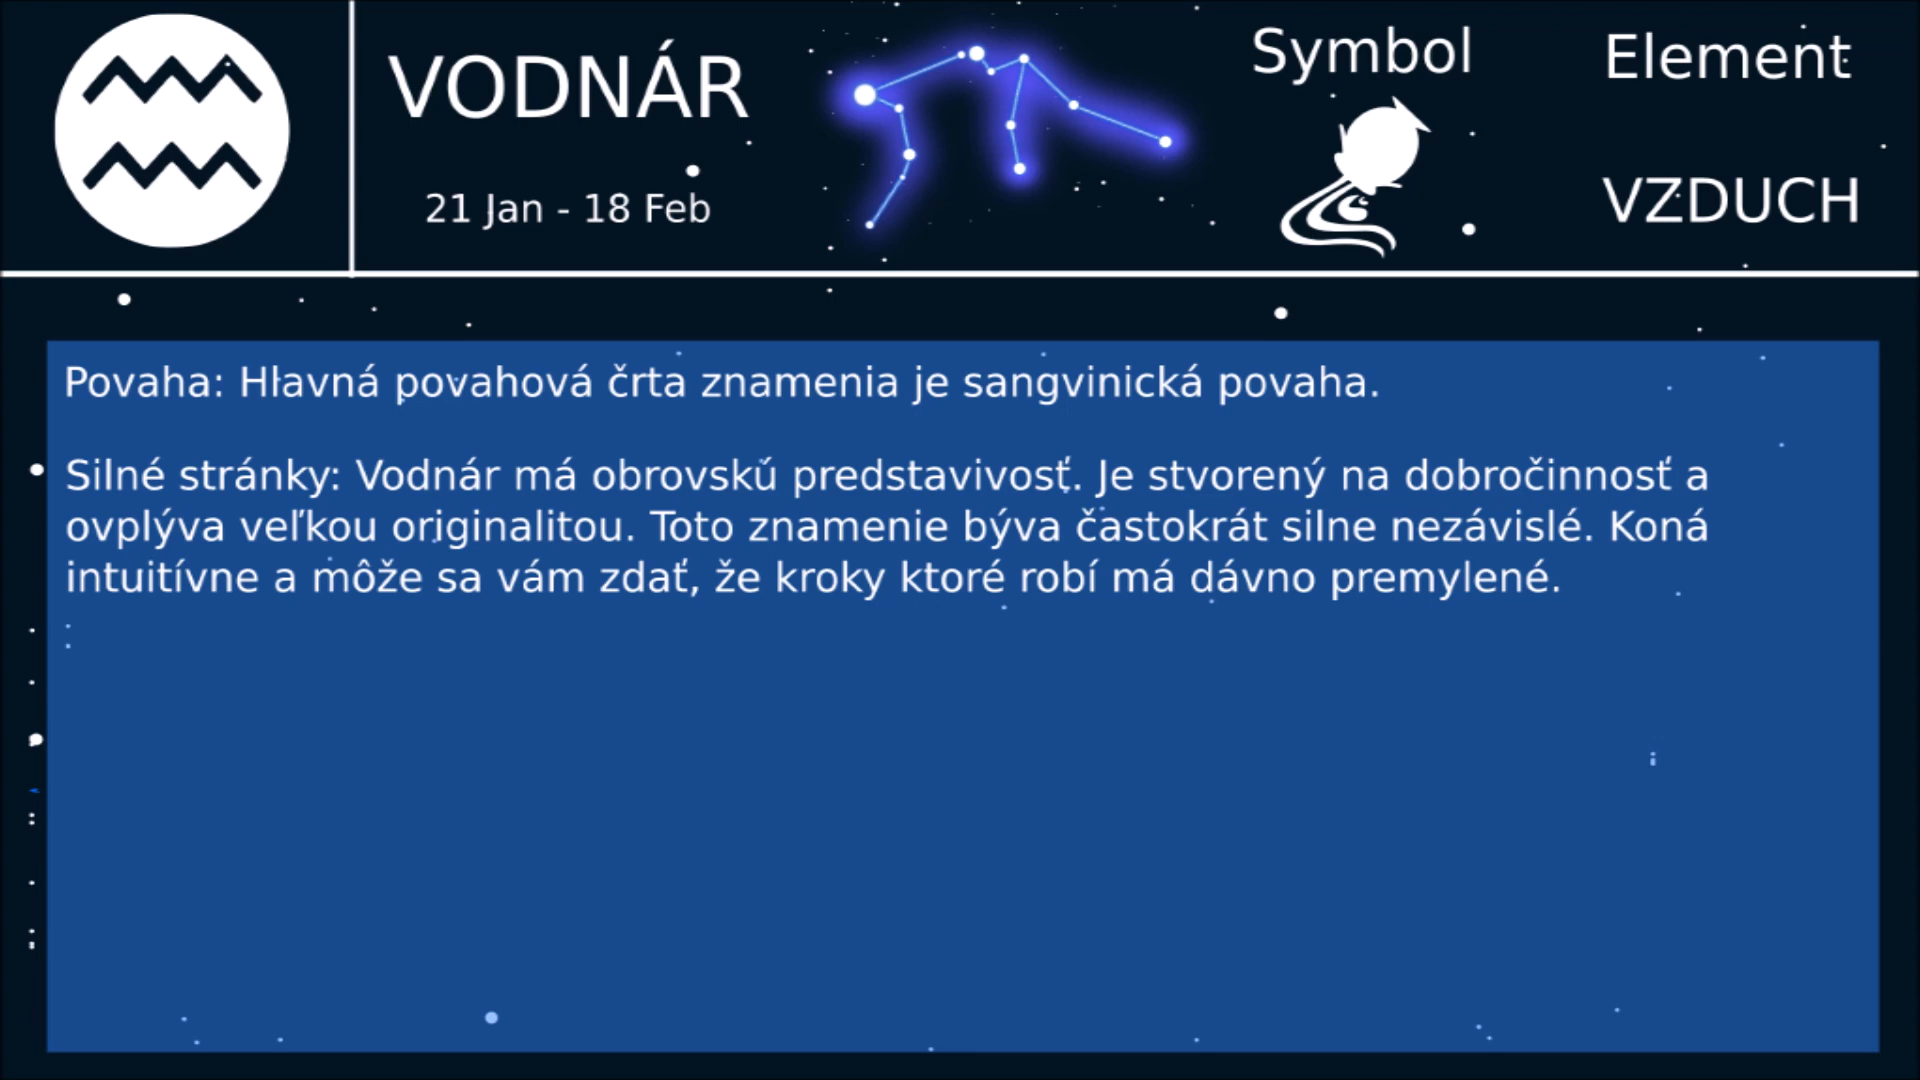 VODNÁR
21 Jan - 18 Feb
Symbol
Element
VZDUCH
Povaha: Hlavná povahová črta znamenia je sangvinická povaha.
Silné stránky: Vodnár má obrovskú predstavivosť. Je stvorený na dobročinnosť a
ovplýva veľkou originalitou. Toto znamenie býva častokrát silne nezávislé. Koná
intuitívne a môže sa vám zdať, že kroky ktoré robí má dávno premylené.